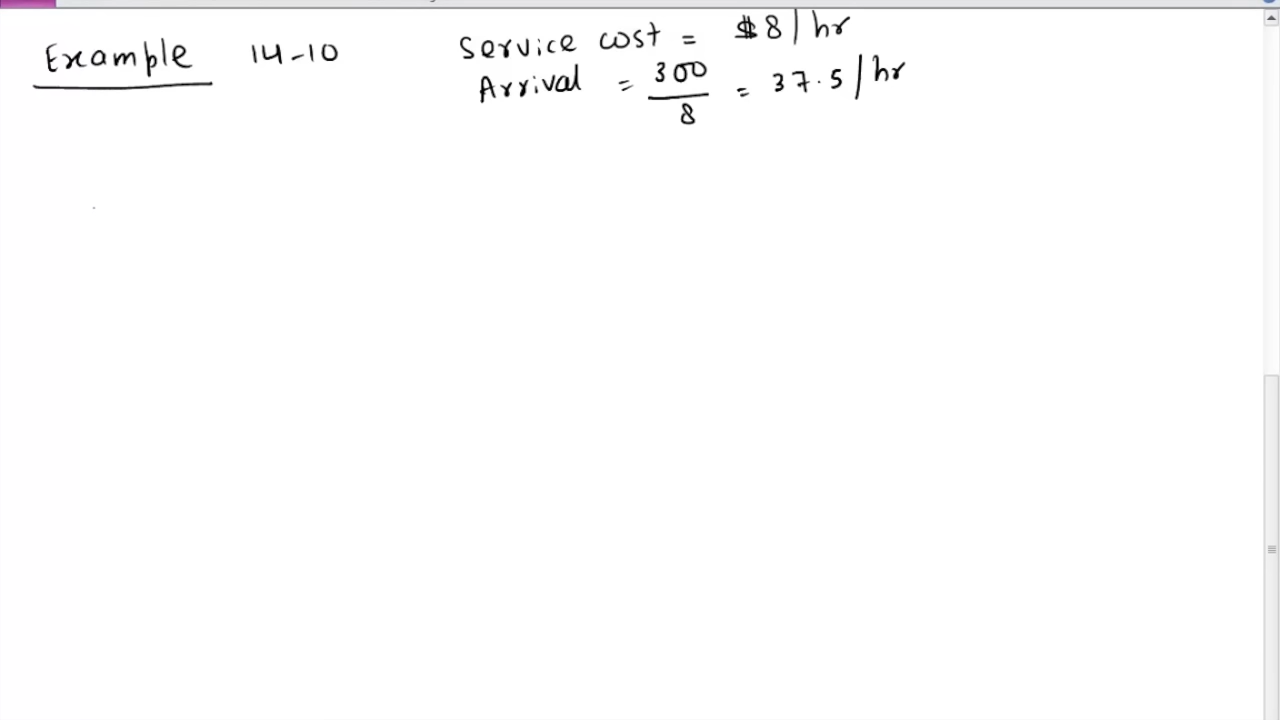 Example 14-10
Service cost = $8/hr
Arrival = 300/8 = 37.5/hr